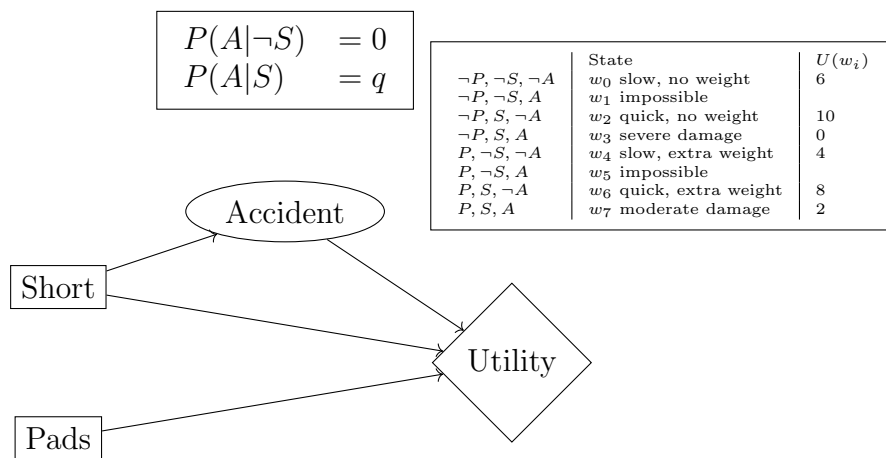 P(A|¬S) = 0
P(A|S) = q
State U(w_i)
¬P, ¬S, ¬A w_0 slow, no weight 6
¬P, ¬S, A w_1 impossible
¬P, S, ¬A w_2 quick, no weight 10
¬P, S, A w_3 severe damage 0
P, ¬S, ¬A w_4 slow, extra weight 4
P, ¬S, A w_5 impossible
P, S, ¬A w_6 quick, extra weight 8
P, S, A w_7 moderate damage 2
Accident
Short
Utility
Pads